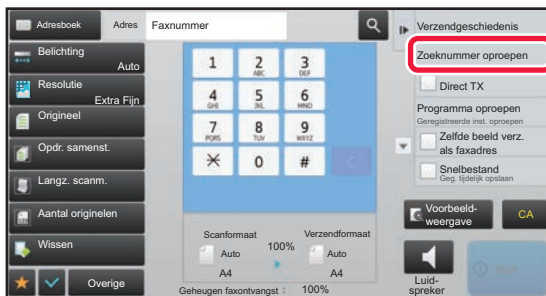 Adresboek
Adres
Faxnummer
Belichting
Auto
Resolutie
Extra Fijn
Origineel
Opdr. samenst.
Langz. scanm.
Aantal originelen
Wissen
Overige
1
2
ABC
3
DEF
4
GHI
5
JKL
6
MNO
7
PQRS
8
TUV
9
WXYZ
0
#
C
Scanformaat
Verzendformaat
Auto
100%
Auto
A4
A4
Geheugen faxontvangst : 100%
Verzendgeschiedenis
Zoeknummer oproepen
Direct TX
Programma oproepen
Geregistreerde inst. oproepen
Zelfde beeld verz.
als faxadres
Snelbestand
Geg. tijdelijk opslaan
Voorbeeld-
weergave
CA
Luid-
spreker
Start